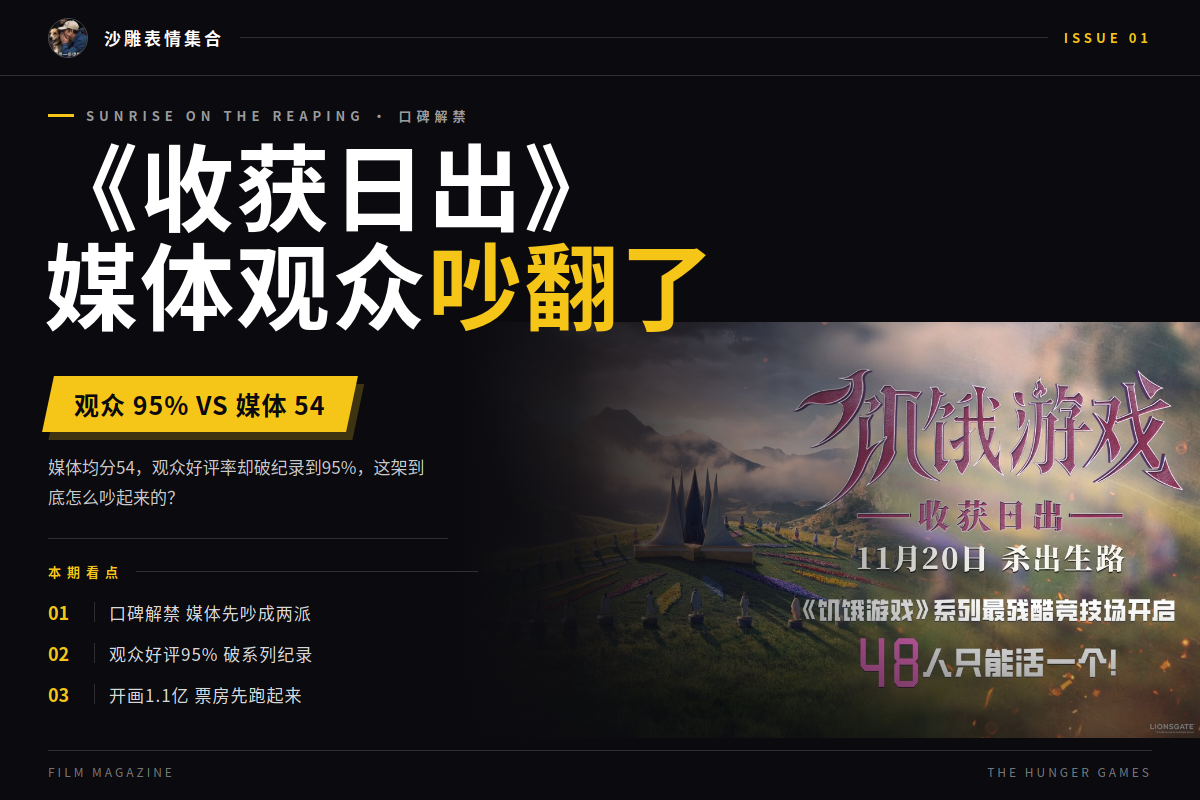 沙雕表情集合
ISSUE 01
SUNRISE ON THE REAPING • 口碑解禁
《收获日出》
媒体观众吵翻了
观众 95% VS 媒体 54
媒体均分54，观众好评率却破纪录到95%，这架到
底怎么吵起来的？
本期看点
01 口碑解禁 媒体先吵成两派
02 观众好评95% 破系列纪录
03 开画1.1亿 票房先跑起来
饥饿游戏
收获日出
11月20日 杀出生路
《饥饿游戏》系列最残酷竞技场开启
48人只能活一个!
LIONSGATE
FILM MAGAZINE
THE HUNGER GAMES